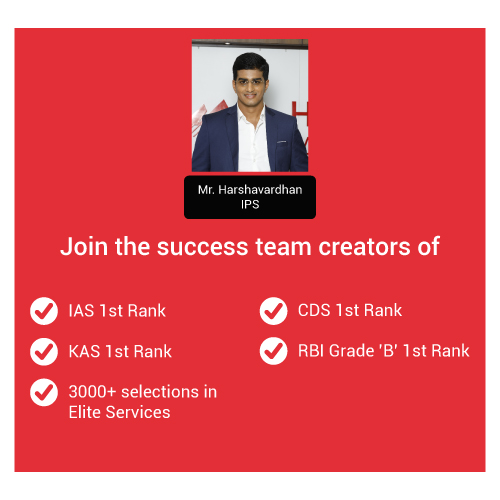 Mr. Harshavardhan
IPS
Join the success team creators of
IAS 1st Rank
CDS 1st Rank
KAS 1st Rank
RBI Grade 'B' 1st Rank
3000+ selections in
Elite Services